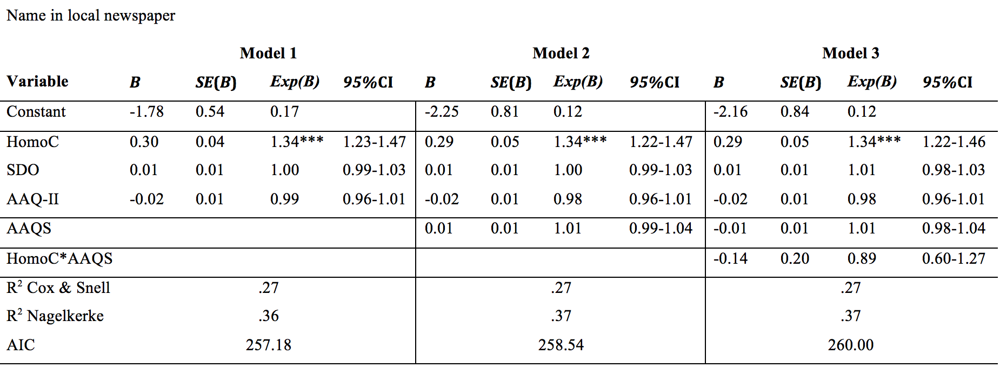 Name in local newspaper
Model 1 Model 2 Model 3
Variable B SE(B) Exp(B) 95%CI B SE(B) Exp(B) 95%CI B SE(B) Exp(B) 95%CI
Constant -1.78 0.54 0.17 -2.25 0.81 0.12 -2.16 0.84 0.12
HomoC 0.30 0.04 1.34*** 1.23-1.47 0.29 0.05 1.34*** 1.22-1.47 0.29 0.05 1.34*** 1.22-1.46
SDO 0.01 0.01 1.00 0.99-1.03 0.01 0.01 1.00 0.99-1.03 0.01 0.01 1.01 0.98-1.03
AAQ-II -0.02 0.01 0.99 0.96-1.01 -0.02 0.01 0.98 0.96-1.01 -0.02 0.01 0.98 0.96-1.01
AAQS 0.01 0.01 1.01 0.99-1.04 -0.01 0.01 1.01 0.98-1.04
HomoC*AAQS -0.14 0.20 0.89 0.60-1.27
R² Cox & Snell .27 .27 .27
R² Nagelkerke .36 .37 .37
AIC 257.18 258.54 260.00